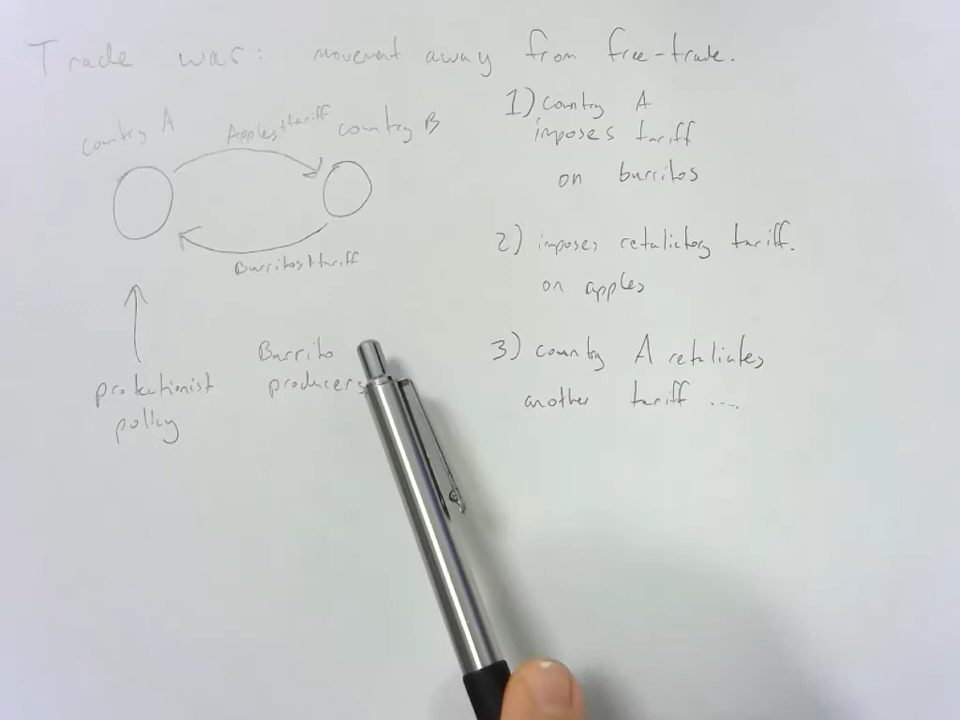 Trade war: movement away from free-trade.
country A
Apples+tariff
country B
Burritos+tariff
protectionist
policy
Burrito
producers
1) country A
imposes tariff
on burritos
2) imposes retaliatory tariff.
on apples
3) country A retaliates
another tariff ....